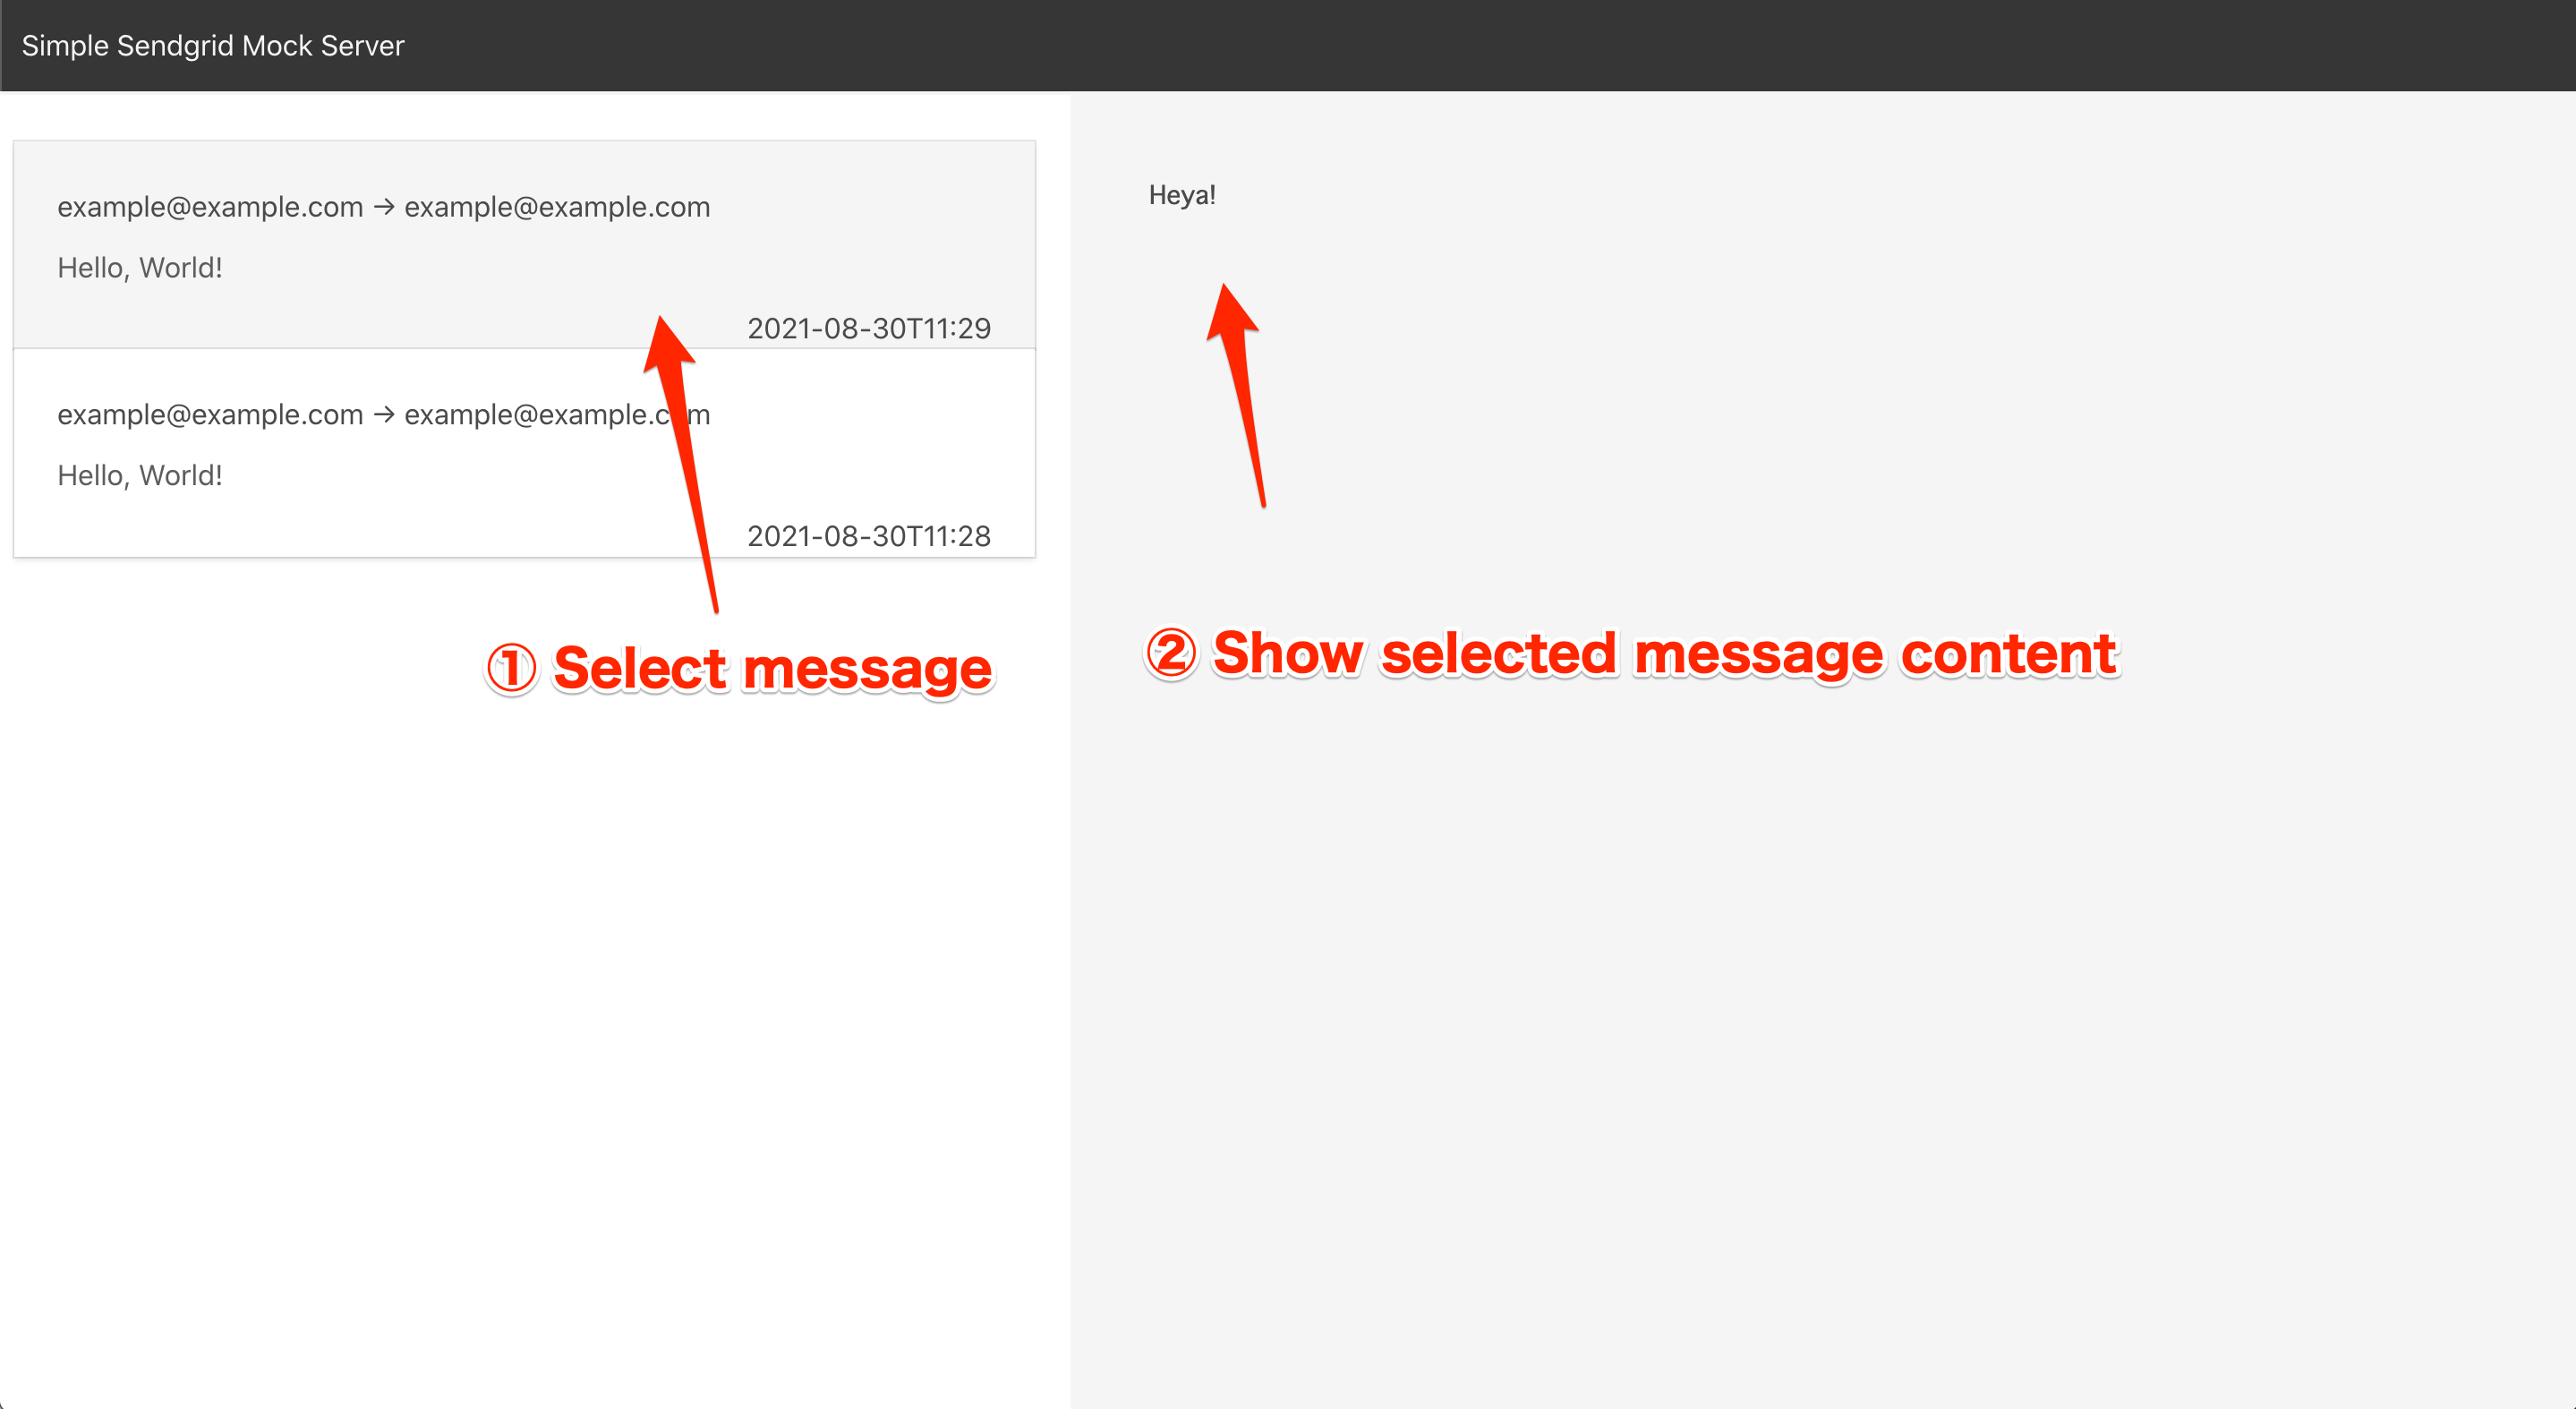 Simple Sendgrid Mock Server
example@example.com → example@example.com
Hello, World!
2021-08-30T11:29
example@example.com → example@example.com
Hello, World!
2021-08-30T11:28
① Select message
Heya!
② Show selected message content